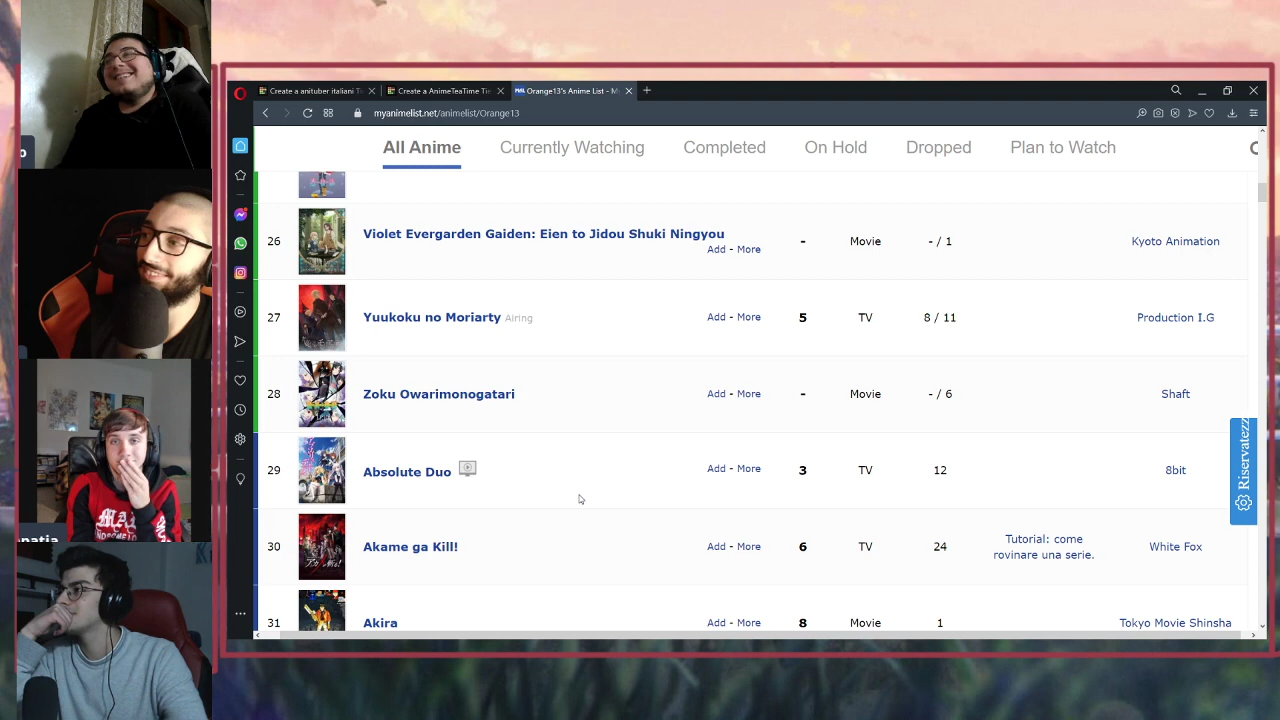 Create a anituber italiani Ti
Create a AnimeTeaTime Tie
MAL Orange13's Anime List - My
myanimelist.net/animelist/Orange13
All Anime Currently Watching Completed On Hold Dropped Plan to Watch
26 Violet Evergarden Gaiden: Eien to Jidou Shuki Ningyou
Add - More - Movie - / 1 Kyoto Animation
27 Yuukoku no Moriarty Airing Add - More 5 TV 8 / 11 Production I.G
28 Zoku Owarimonogatari Add - More - Movie - / 6 Shaft
29 Absolute Duo Add - More 3 TV 12 8bit
30 Akame ga Kill! Add - More 6 TV 24 Tutorial: come
rovinare una serie. White Fox
31 Akira Add - More 8 Movie 1 Tokyo Movie Shinsha
Riservatezz